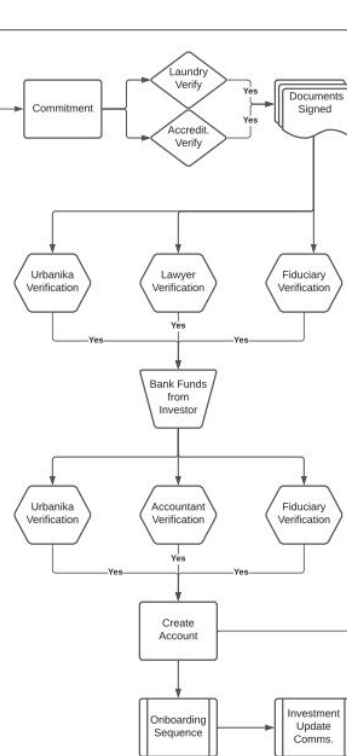 Laundry
Verify
Commitment
Yes
Documents
Signed
Accredit.
Verify
Yes
Urbanika
Verification
Lawyer
Verification
Fiduciary
Verification
Yes
Yes
Yes
Bank Funds
from
Investor
Urbanika
Verification
Accountant
Verification
Fiduciary
Verification
Yes
Yes
Yes
Create
Account
Onboarding
Sequence
Investment
Update
Comms.